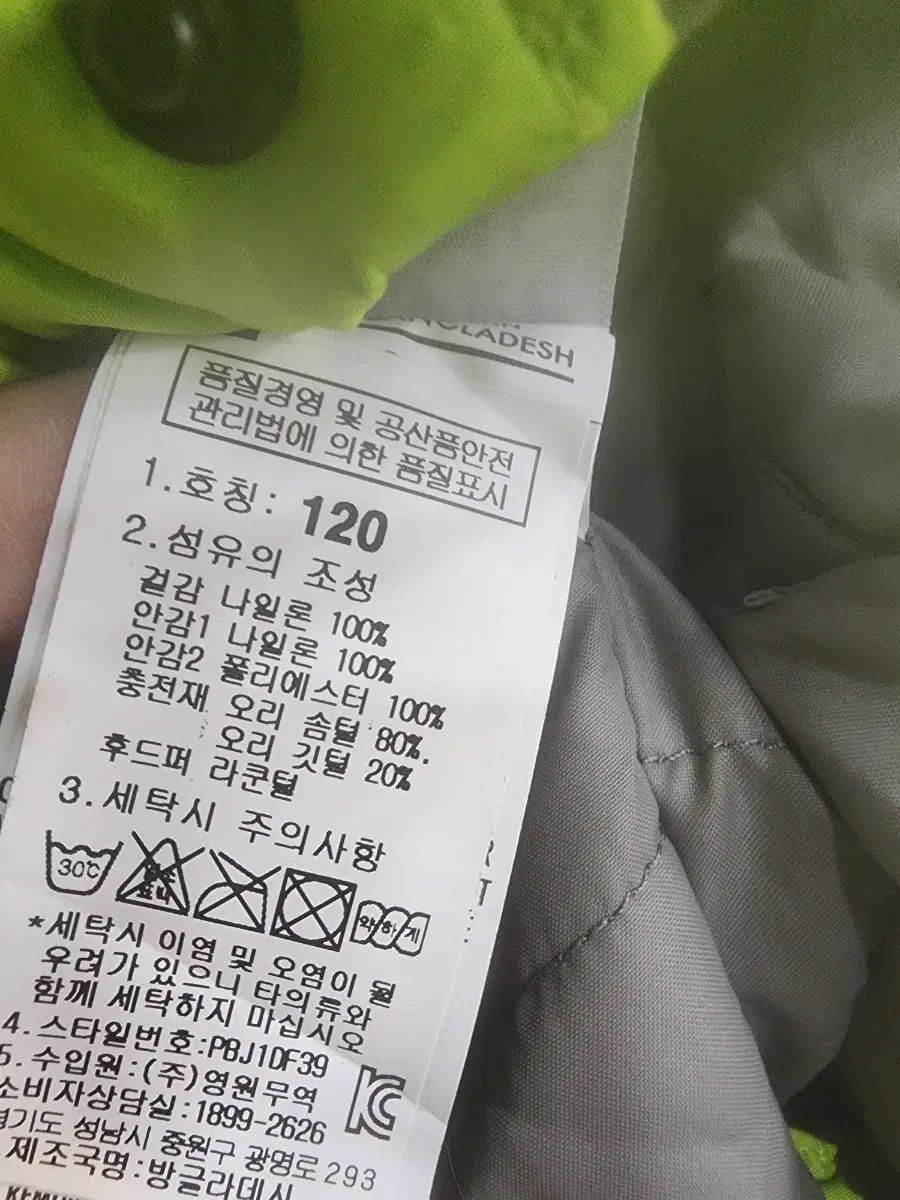 BANGLADESH
품질경영 및 공산품안전
관리법에 의한 품질표시
1.호칭: 120
2.섬유의 조성
겉감 나일론 100%
안감1 나일론 100%
안감2 폴리에스터 100%
충전재 오리 솜털 80%.
오리 깃털 20%
후드퍼 라쿤털
3.세탁시 주의사항
30℃ 염소 표백 약하게
*세탁시 이염 및 오염이 될
우려가 있으니 타의류와
함께 세탁하지 마십시오
4.스타일번호:PBJ1DF39
5.수입원:(주)영원무역
소비자상담실:1899-2626
경기도 성남시 중원구 광명로 293
제조국명:방글라데시